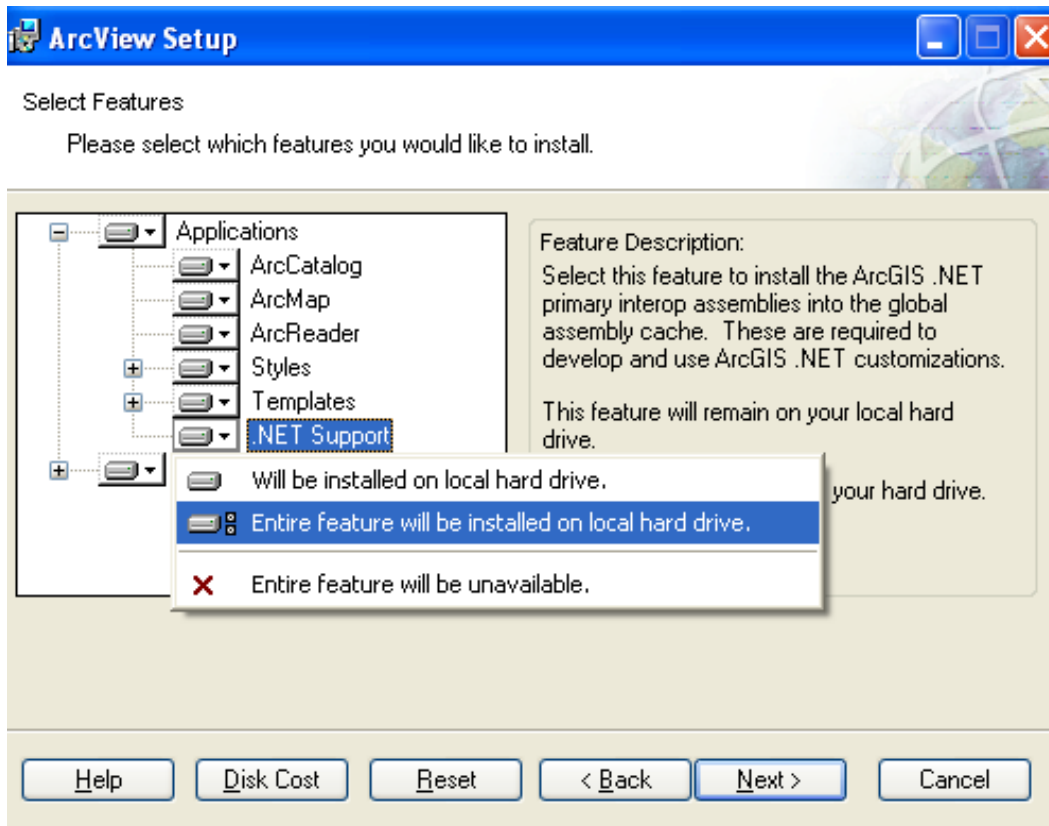 ArcView Setup
Select Features
Please select which features you would like to install.
Applications
ArcCatalog
ArcMap
ArcReader
Styles
Templates
.NET Support
Will be installed on local hard drive.
Entire feature will be installed on local hard drive.
Entire feature will be unavailable.
Feature Description:
Select this feature to install the ArcGIS .NET
primary interop assemblies into the global
assembly cache. These are required to
develop and use ArcGIS .NET customizations.
This feature will remain on your local hard
drive.
your hard drive.
Help
Disk Cost
Reset
< Back
Next >
Cancel